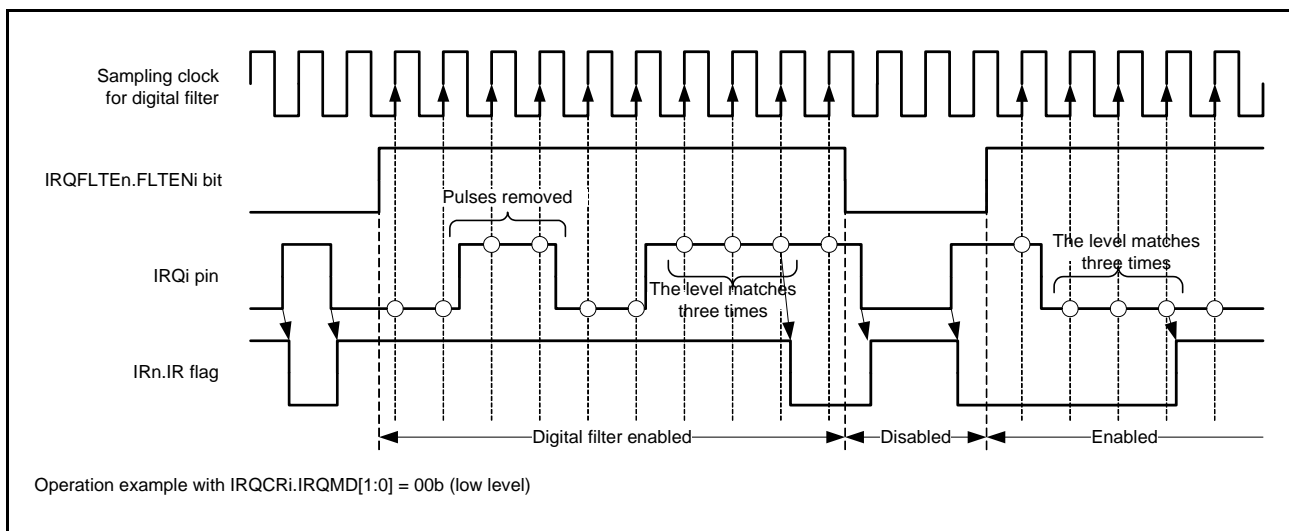 Sampling clock
for digital filter
IRQFLTEn.FLTENi bit
Pulses removed
IRQi pin
The level matches
three times
The level matches
three times
IRn.IR flag
Digital filter enabled
Disabled
Enabled
Operation example with IRQCRi.IRQMD[1:0] = 00b (low level)